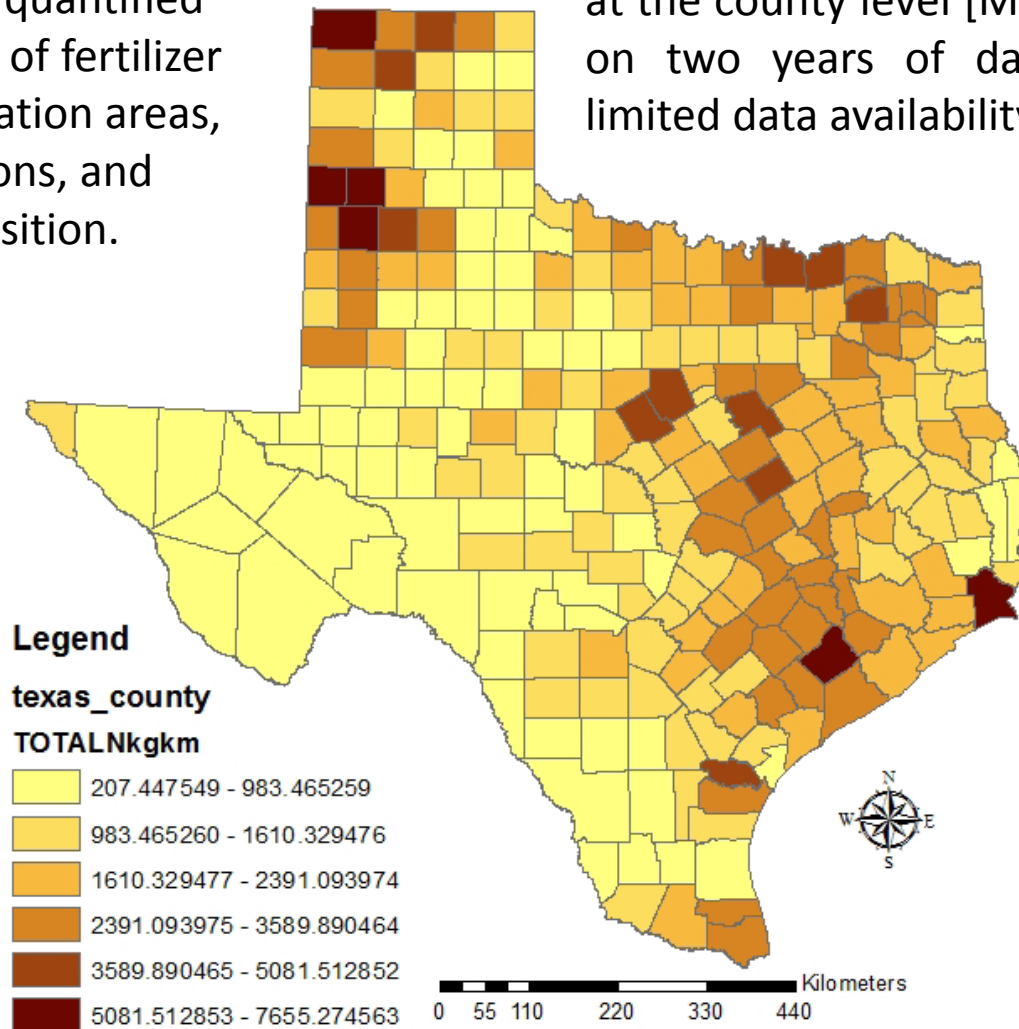 quantified
of fertilizer
ation areas,
ons, and
sition.
at the county level [M
on two years of da
limited data availability
Legend
texas_county
TOTALNkgkm
207.447549 - 983.465259
983.465260 - 1610.329476
1610.329477 - 2391.093974
2391.093975 - 3589.890464
3589.890465 - 5081.512852
5081.512853 - 7655.274563
N
W E
S
Kilometers
0 55 110 220 330 440